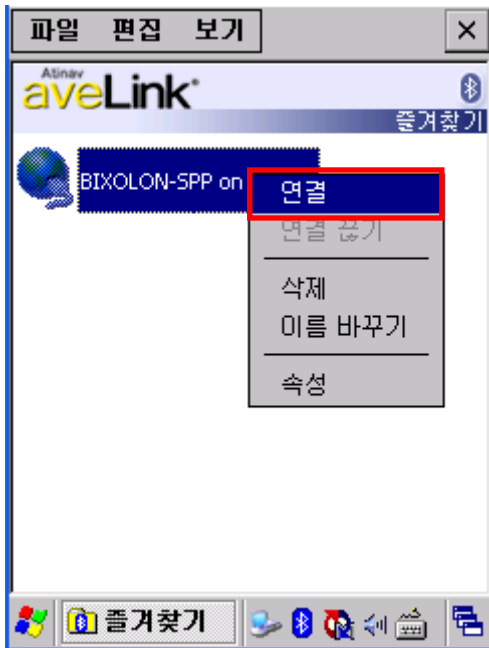 파일 편집 보기
Atinav
aveLink
즐겨찾기
BIXOLON-SPP on
연결
연결 끊기
삭제
이름 바꾸기
속성
즐겨찾기